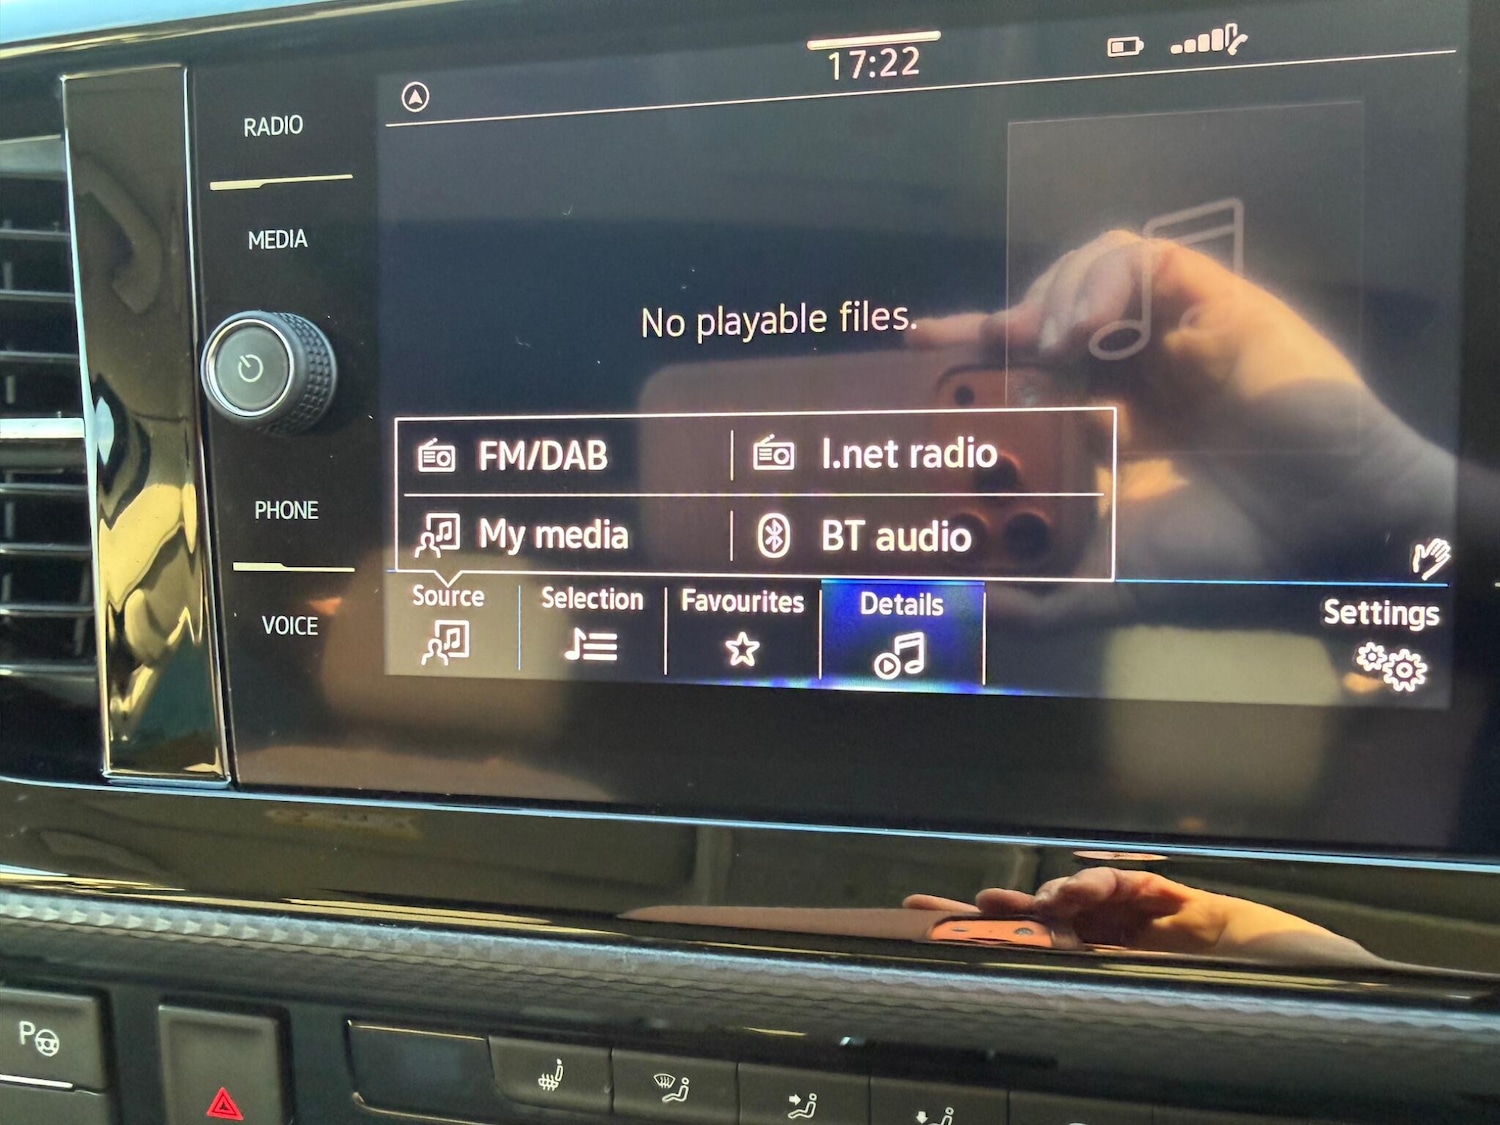 17:22
RADIO
MEDIA
PHONE
VOICE
No playable files.
FM/DAB
I.net radio
My media
BT audio
Source
Selection
Favourites
Details
Settings
P